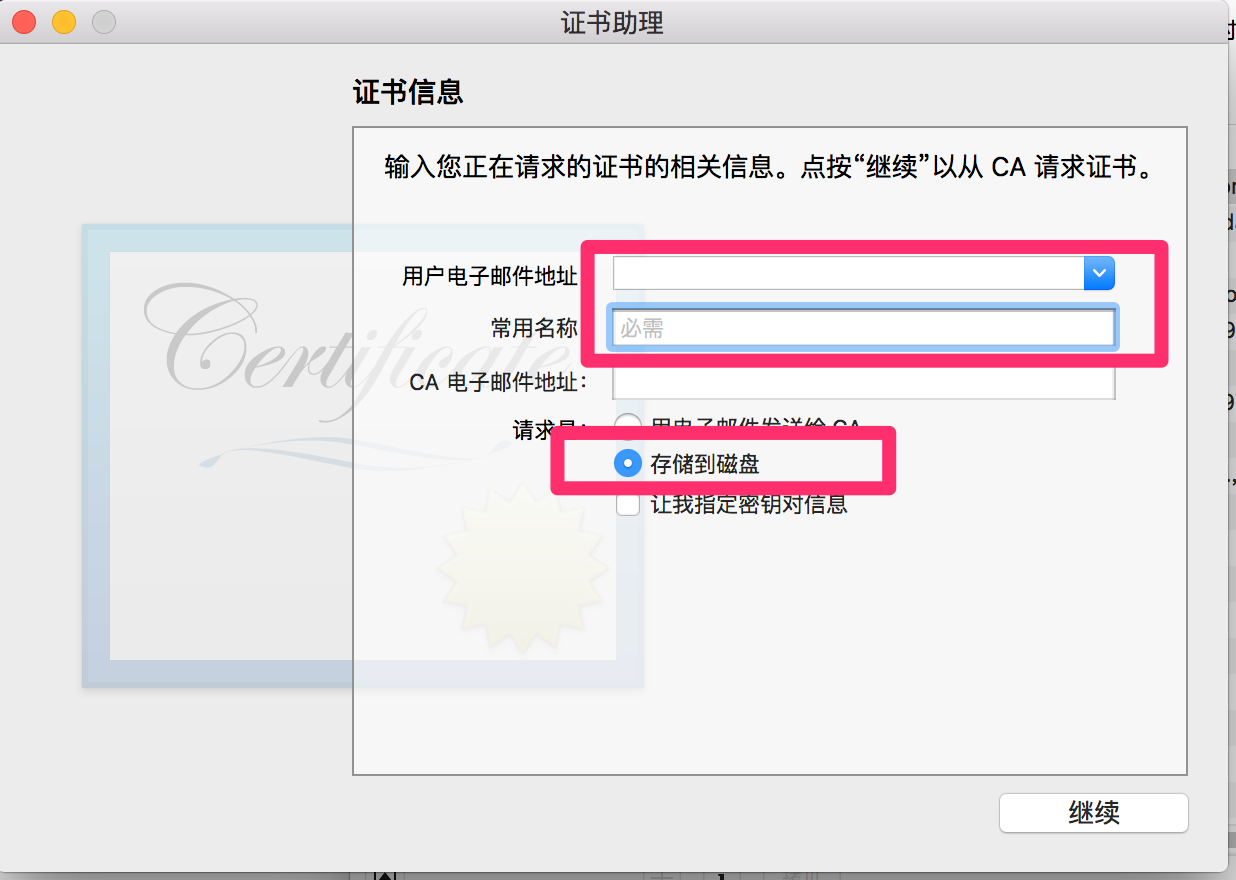 证书助理
证书信息
输入您正在请求的证书的相关信息。点按“继续”以从 CA 请求证书。
Certificate
用户电子邮件地址
常用名称
必需
CA 电子邮件地址：
请求是：
用电子邮件发送给 CA
存储到磁盘
让我指定密钥对信息
继续